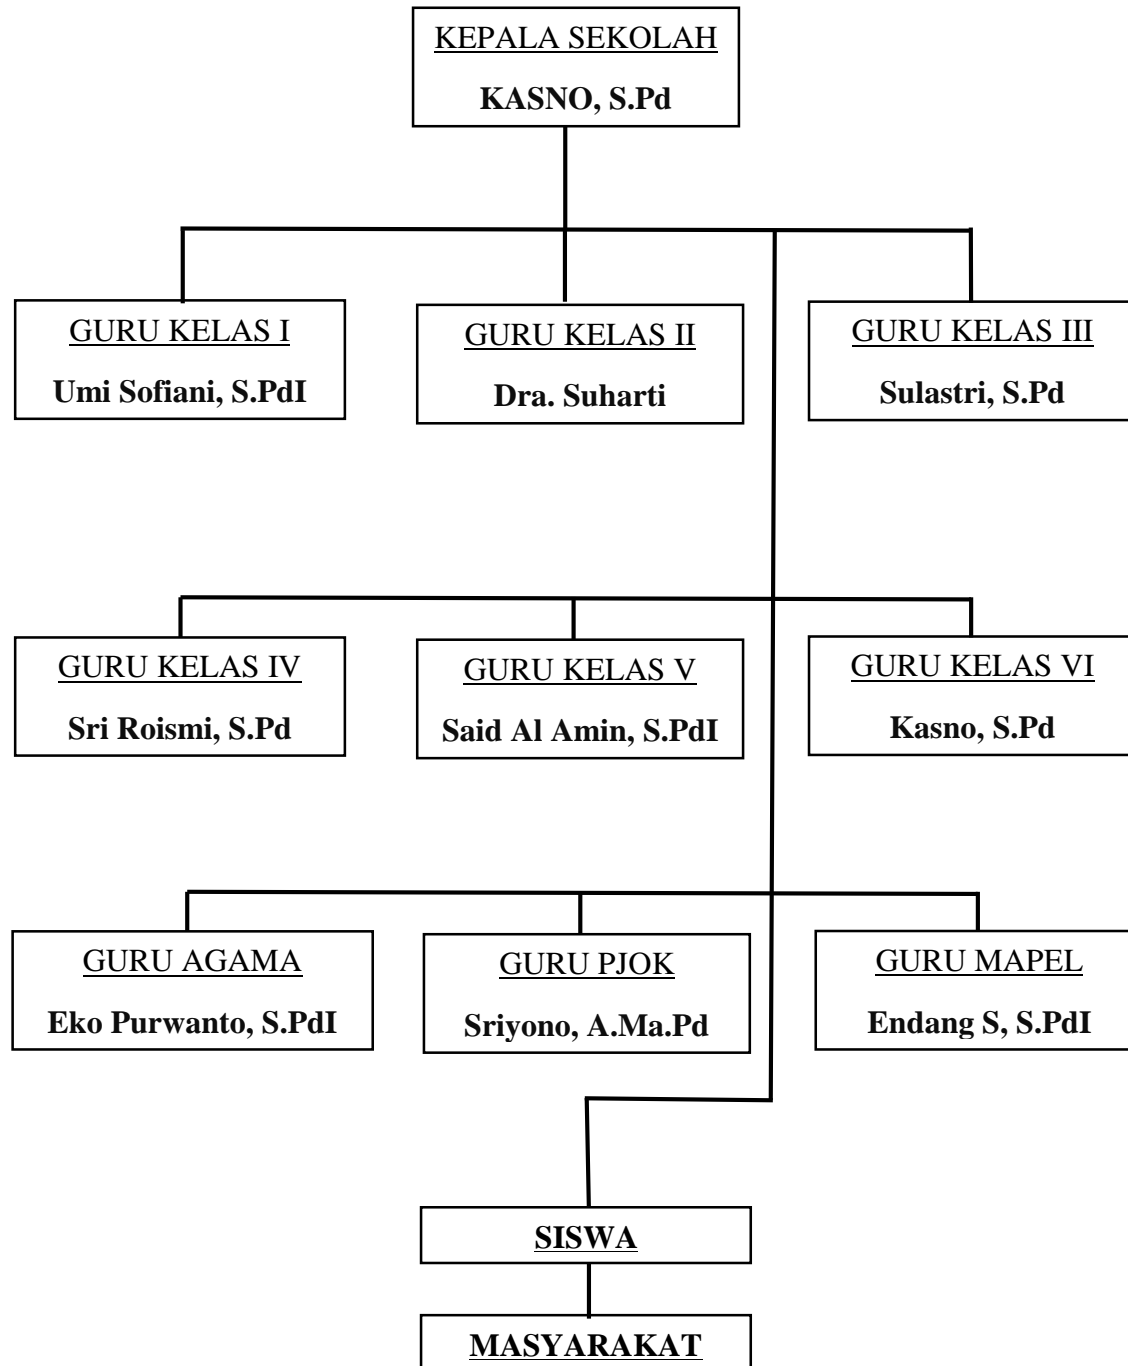 KEPALA SEKOLAH
KASNO, S.Pd
GURU KELAS I
Umi Sofiani, S.PdI
GURU KELAS II
Dra. Suharti
GURU KELAS III
Sulastri, S.Pd
GURU KELAS IV
Sri Roismi, S.Pd
GURU KELAS V
Said Al Amin, S.PdI
GURU KELAS VI
Kasno, S.Pd
GURU AGAMA
Eko Purwanto, S.PdI
GURU PJOK
Sriyono, A.Ma.Pd
GURU MAPEL
Endang S, S.PdI
SISWA
MASYARAKAT